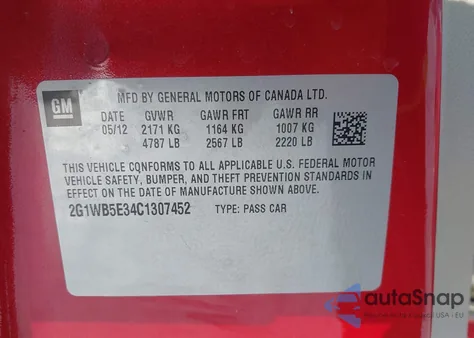 GM
MFD BY GENERAL MOTORS OF CANADA LTD.
DATE GVWR GAWR FRT GAWR RR
05/12 2171 KG 1164 KG 1007 KG
4787 LB 2567 LB 2220 LB
THIS VEHICLE CONFORMS TO ALL APPLICABLE U.S. FEDERAL MOTOR
VEHICLE SAFETY, BUMPER, AND THEFT PREVENTION STANDARDS IN
EFFECT ON THE DATE OF MANUFACTURE SHOWN ABOVE.
2G1WB5E34C1307452 TYPE: PASS CAR
autoSnap
USA - EU